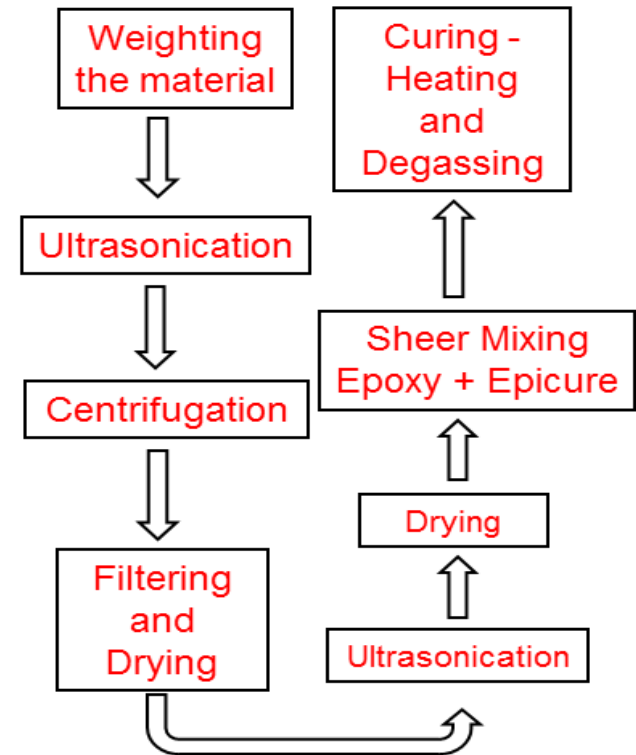 Weighting
the material
Ultrasonication
Centrifugation
Filtering
and
Drying
Ultrasonication
Drying
Sheer Mixing
Epoxy + Epicure
Curing -
Heating
and
Degassing